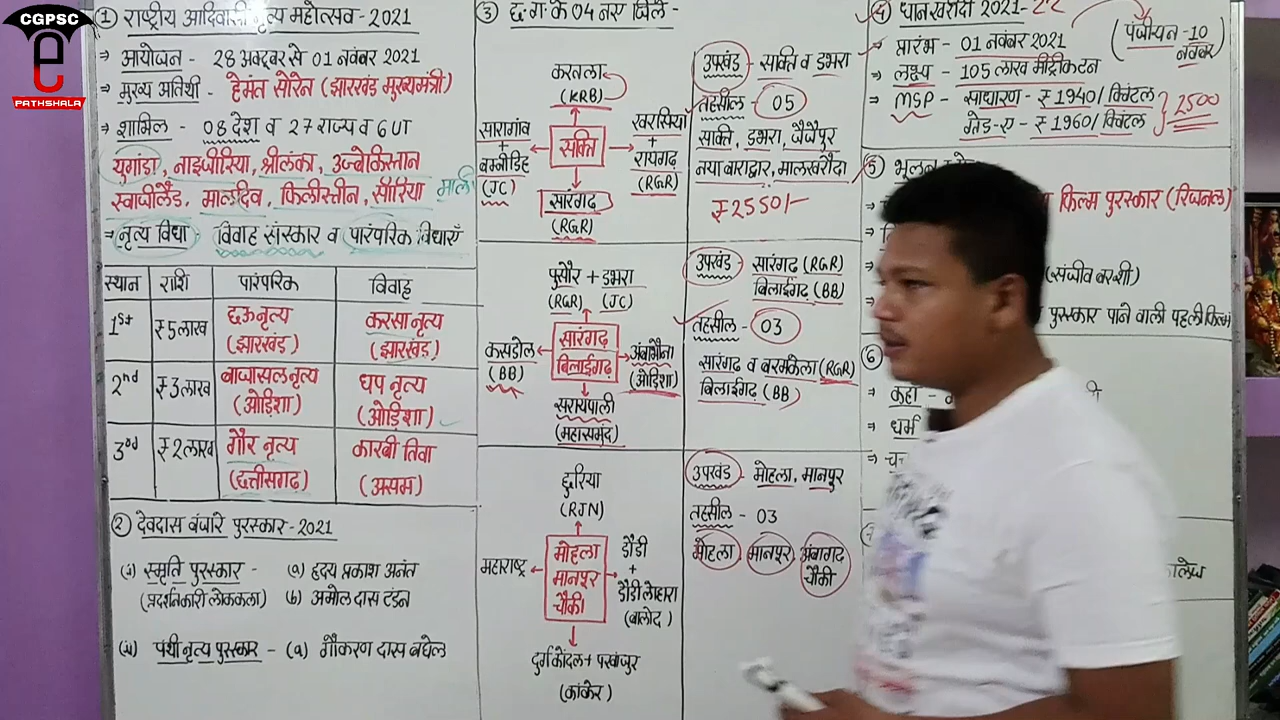 CGPSC
e
PATHSHALA
① राष्ट्रीय आदिवासी नृत्य महोत्सव - 2021
⇒ आयोजन - 28 अक्टूबर से 01 नवंबर 2021
⇒ मुख्य अतिथी - हेमंत सोरेन (झारखंड मुख्यमंत्री)
⇒ शामिल - 08 देश व 27 राज्य व 6 UT
युगांडा, नाइजीरिया, श्रीलंका, उज्बेकिस्तान
स्वाजीलैंड, मालदिव, फिलीस्तीन, सीरिया माली
→ नृत्य विधा - विवाह संस्कार व पारंपरिक विधाएँ
स्थान राशि पारंपरिक विवाह
1st ₹5 लाख छऊ नृत्य (झारखंड) करसा नृत्य (झारखंड)
2nd ₹3 लाख बाजासल नृत्य (ओड़िशा) धप नृत्य (ओड़िशा)
3rd ₹2 लाख गौर नृत्य (छत्तीसगढ़) कारबी तिवा (असम)
② देवदास बंजारे पुरस्कार - 2021
(i) स्मृति पुरस्कार - (a) हृदय प्रकाश अनंत
(प्रदर्शनकारी लोककला) (b) अमोल दास टंडन
(ii) पंथी नृत्य पुरस्कार - (a) गौकरण दास बघेल
③ छ.ग. के 04 नए जिले -
करतला
(KRB)
सारागांव
+
बम्नीडिह
(JC)
सक्ति
खरसिया
+
रायगढ़
(RGR)
सारंगढ़
(RGR)
उपखंड - सक्ति व डभरा
तहसील - 05
सक्ति, डभरा, जैजैपुर
नया बाराद्वार, मालखरौदा
₹2550/-
पुसौर + डभरा
(RGR) (JC)
कसडोल
(BB)
सारंगढ़
बिलाईगढ़
अंबाभौना
(ओड़िशा)
सरायपाली
(महासमुंद)
उपखंड सारंगढ़ (RGR)
बिलाईगढ़ (BB)
तहसील - 03
सारंगढ़ व बरमकेला (RGR)
बिलाईगढ़ (BB)
छुरिया
(RJN)
महाराष्ट्र
मोहला
मानपुर
चौकी
डौंडी
+
डौंडी लोहारा
(बालोद)
दुर्गकोंदल + पखांजुर
(कांकेर)
उपखंड - मोहला, मानपुर
तहसील - 03
मोहला, मानपुर, अंबागढ़
चौकी
④ धान खरीदी 2021-22
⇒ प्रारंभ - 01 नवंबर 2021
(पंजीयन - 10
नवंबर)
⇒ लक्ष्य - 105 लाख मीट्रीक टन
⇒ MSP - साधारण - ₹1940/क्विंटल
ग्रेड-ए - ₹1960/क्विंटल
2500
⑤ भूलन
फिल्म पुरस्कार (रिजनल)
पुरस्कार पाने वाली पहली फिल्म
⑥
⇒ कहा -
⇒ धर्म